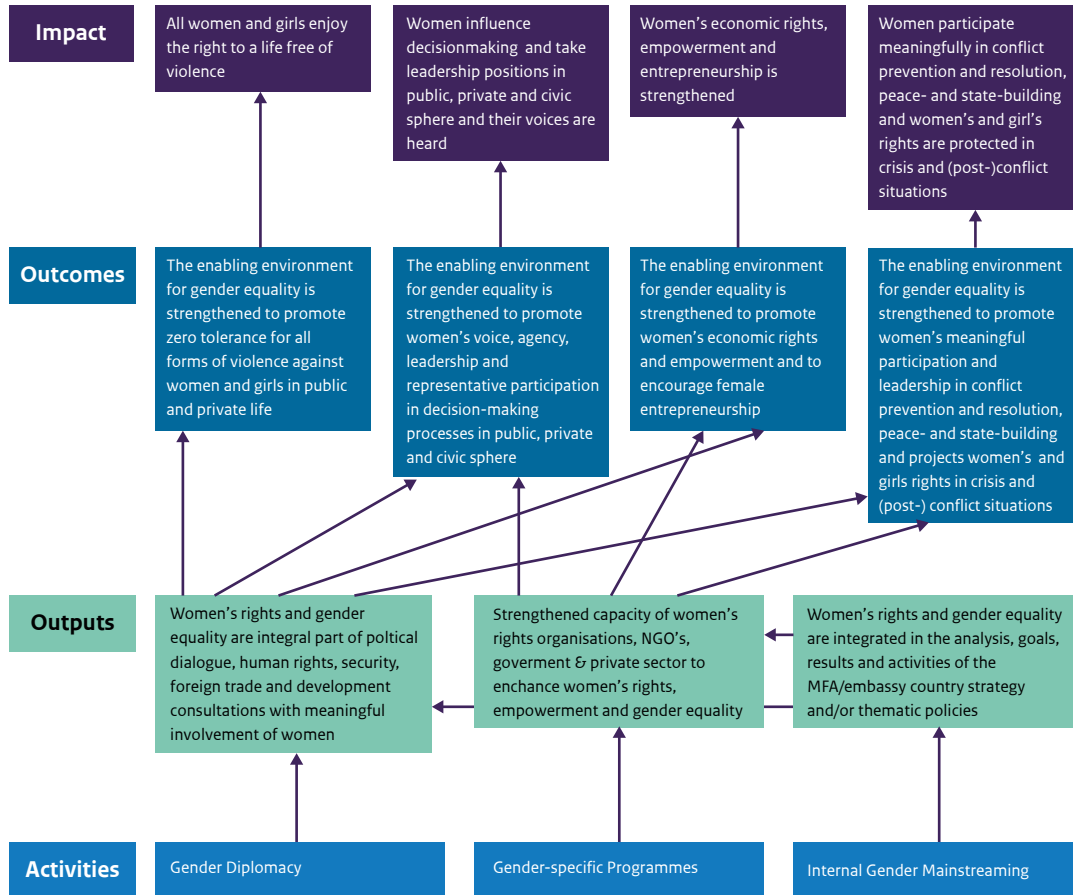 Impact
All women and girls enjoy
the right to a life free of
violence
Women influence
decisionmaking and take
leadership positions in
public, private and civic
sphere and their voices are
heard
Women's economic rights,
empowerment and
entrepreneurship is
strengthened
Women participate
meaningfully in conflict
prevention and resolution,
peace- and state-building
and women's and girl's
rights are protected in
crisis and (post-)conflict
situations
Outcomes
The enabling environment
for gender equality is
strengthened to promote
zero tolerance for all
forms of violence against
women and girls in public
and private life
The enabling environment
for gender equality is
strengthened to promote
women's voice, agency,
leadership and
representative participation
in decision-making
processes in public, private
and civic sphere
The enabling environment
for gender equality is
strengthened to promote
women's economic rights
and empowerment and to
encourage female
entrepreneurship
The enabling environment
for gender equality is
strengthened to promote
women's meaningful
participation and
leadership in conflict
prevention and resolution,
peace- and state-building
and projects women's and
girls rights in crisis and
(post-) conflict situations
Outputs
Women's rights and gender
equality are integral part of poltical
dialogue, human rights, security,
foreign trade and development
consultations with meaningful
involvement of women
Strengthened capacity of women's
rights organisations, NGO's,
goverment & private sector to
enchance women's rights,
empowerment and gender equality
Women's rights and gender equality
are integrated in the analysis, goals,
results and activities of the
MFA/embassy country strategy
and/or thematic policies
Activities
Gender Diplomacy
Gender-specific Programmes
Internal Gender Mainstreaming